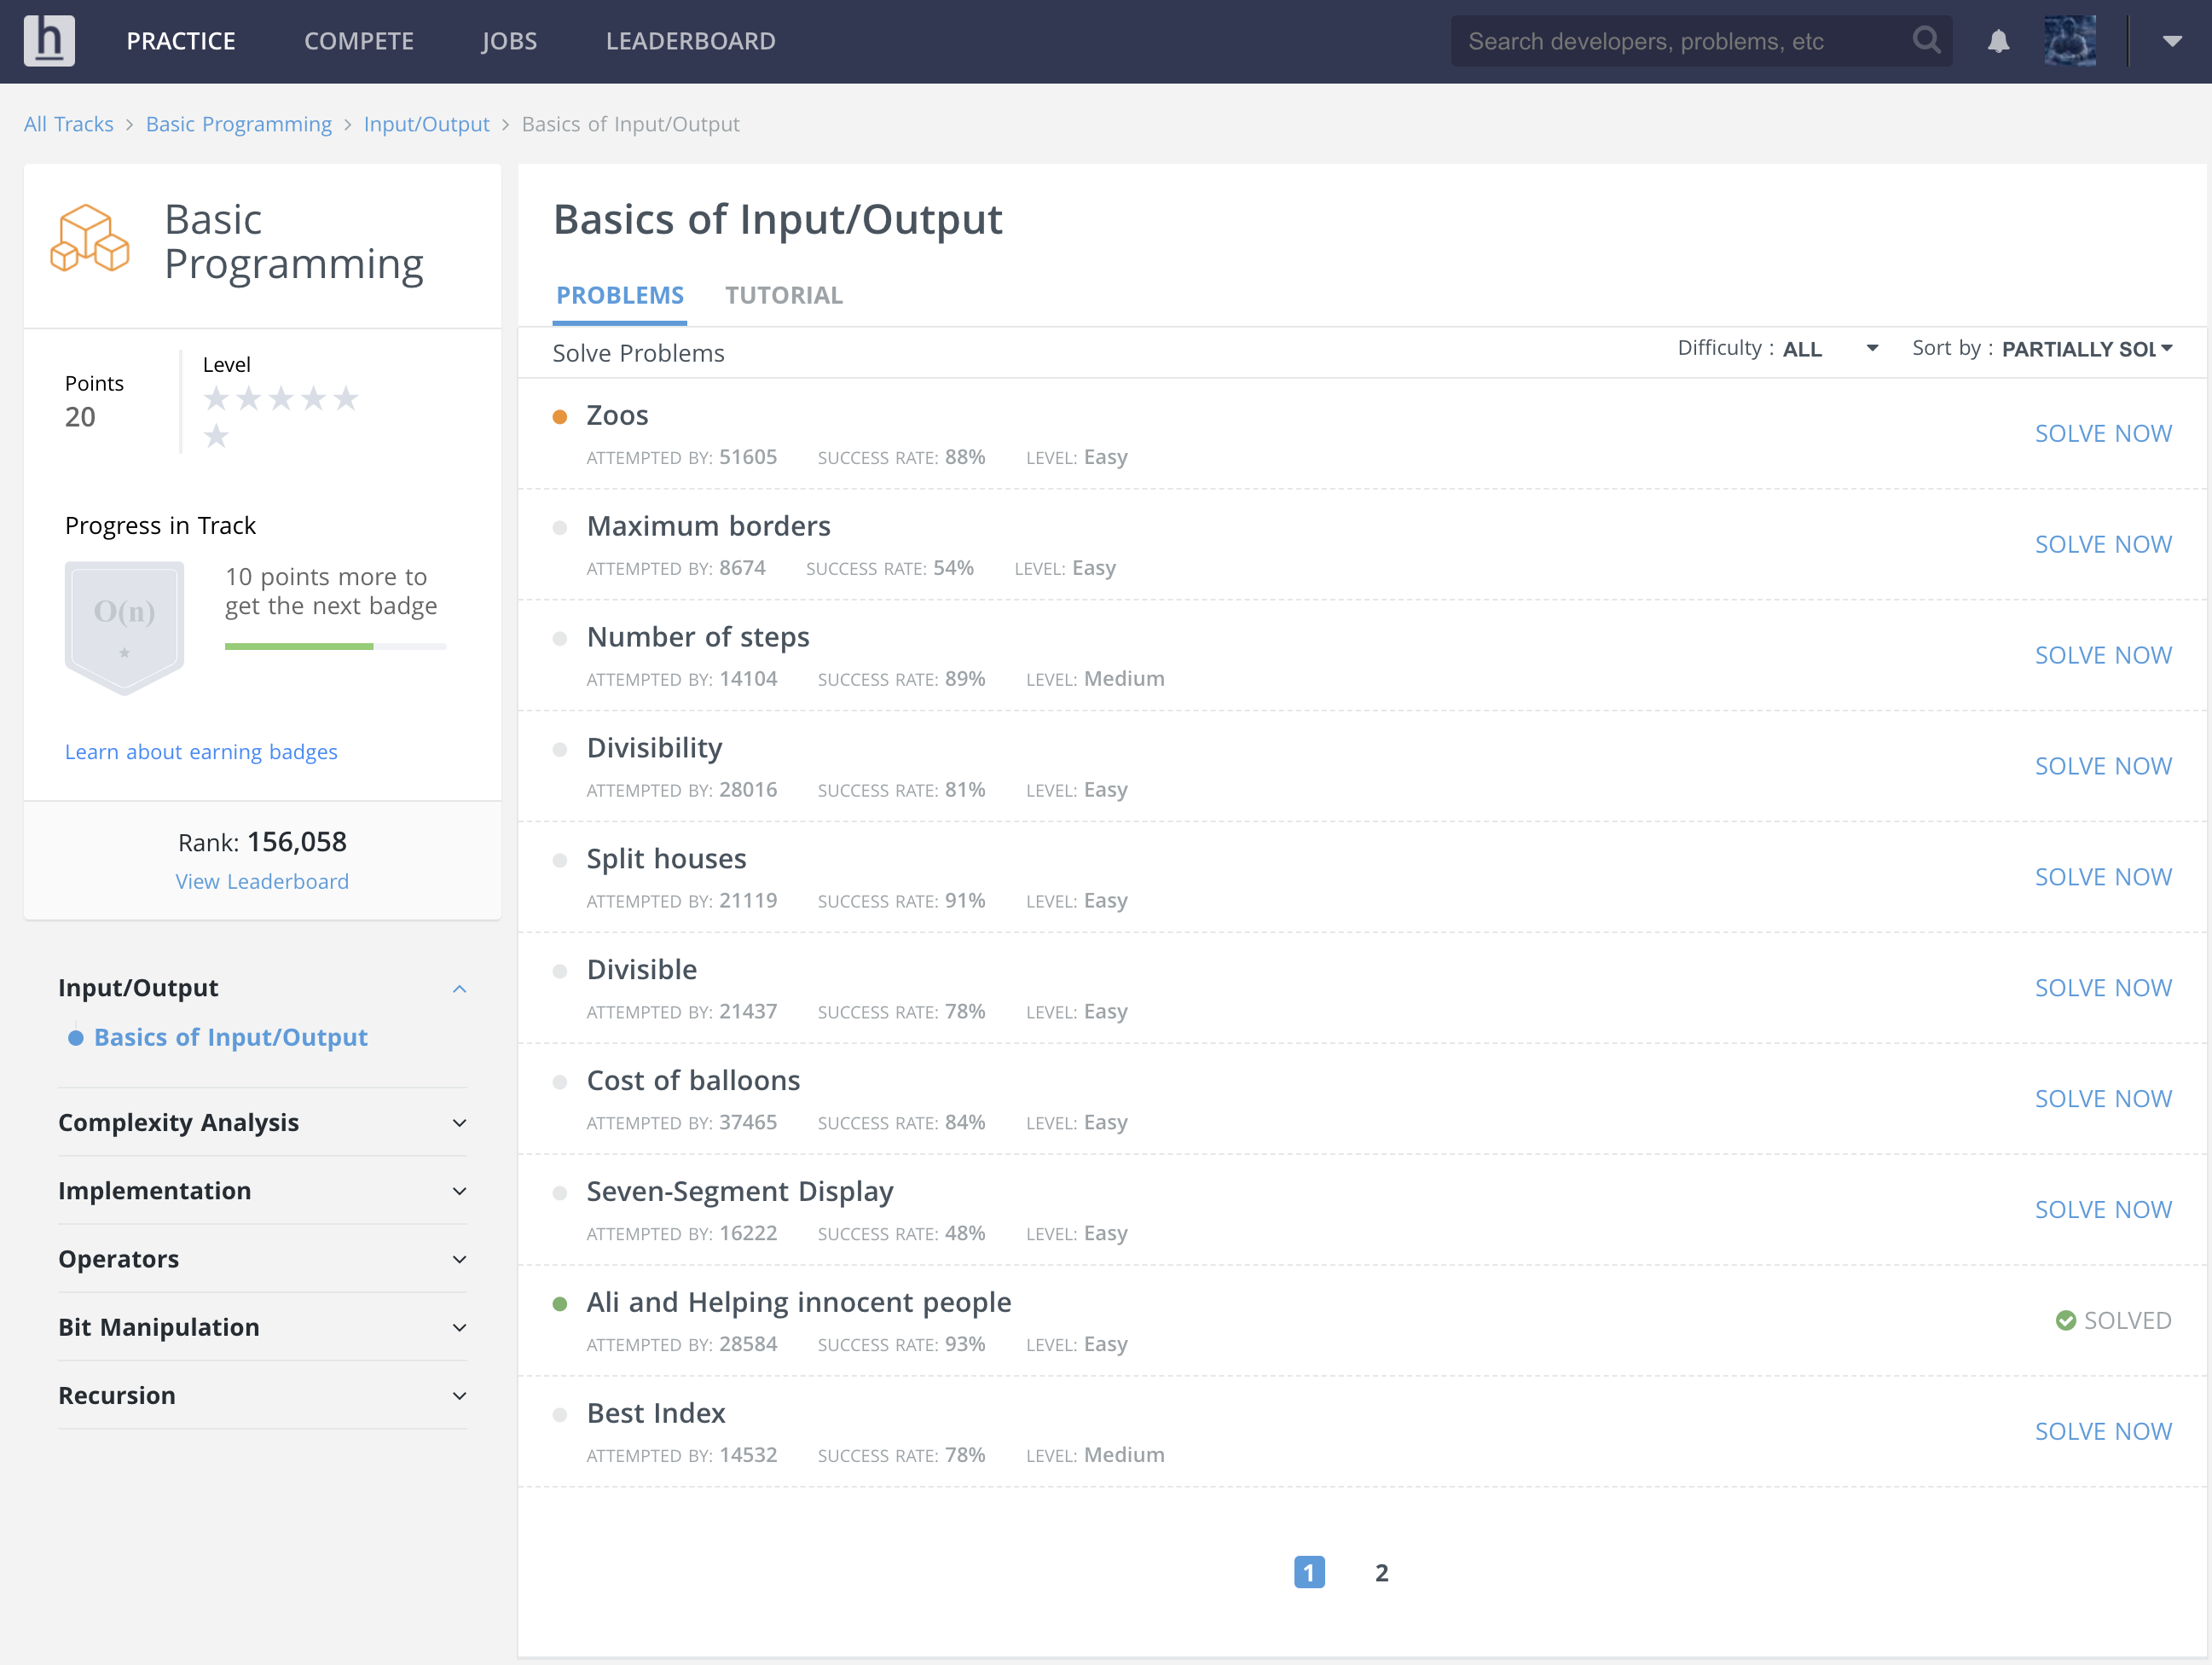 h PRACTICE COMPETE JOBS LEADERBOARD Search developers, problems, etc
All Tracks > Basic Programming > Input/Output > Basics of Input/Output
Basic
Programming
Points
20
Level
Progress in Track
O(n)
10 points more to
get the next badge
Learn about earning badges
Rank: 156,058
View Leaderboard
Input/Output
Basics of Input/Output
Complexity Analysis
Implementation
Operators
Bit Manipulation
Recursion
Basics of Input/Output
PROBLEMS TUTORIAL
Solve Problems Difficulty : ALL Sort by : PARTIALLY SOL
Zoos
ATTEMPTED BY: 51605 SUCCESS RATE: 88% LEVEL: Easy
SOLVE NOW
Maximum borders
ATTEMPTED BY: 8674 SUCCESS RATE: 54% LEVEL: Easy
SOLVE NOW
Number of steps
ATTEMPTED BY: 14104 SUCCESS RATE: 89% LEVEL: Medium
SOLVE NOW
Divisibility
ATTEMPTED BY: 28016 SUCCESS RATE: 81% LEVEL: Easy
SOLVE NOW
Split houses
ATTEMPTED BY: 21119 SUCCESS RATE: 91% LEVEL: Easy
SOLVE NOW
Divisible
ATTEMPTED BY: 21437 SUCCESS RATE: 78% LEVEL: Easy
SOLVE NOW
Cost of balloons
ATTEMPTED BY: 37465 SUCCESS RATE: 84% LEVEL: Easy
SOLVE NOW
Seven-Segment Display
ATTEMPTED BY: 16222 SUCCESS RATE: 48% LEVEL: Easy
SOLVE NOW
Ali and Helping innocent people
ATTEMPTED BY: 28584 SUCCESS RATE: 93% LEVEL: Easy
SOLVED
Best Index
ATTEMPTED BY: 14532 SUCCESS RATE: 78% LEVEL: Medium
SOLVE NOW
1 2